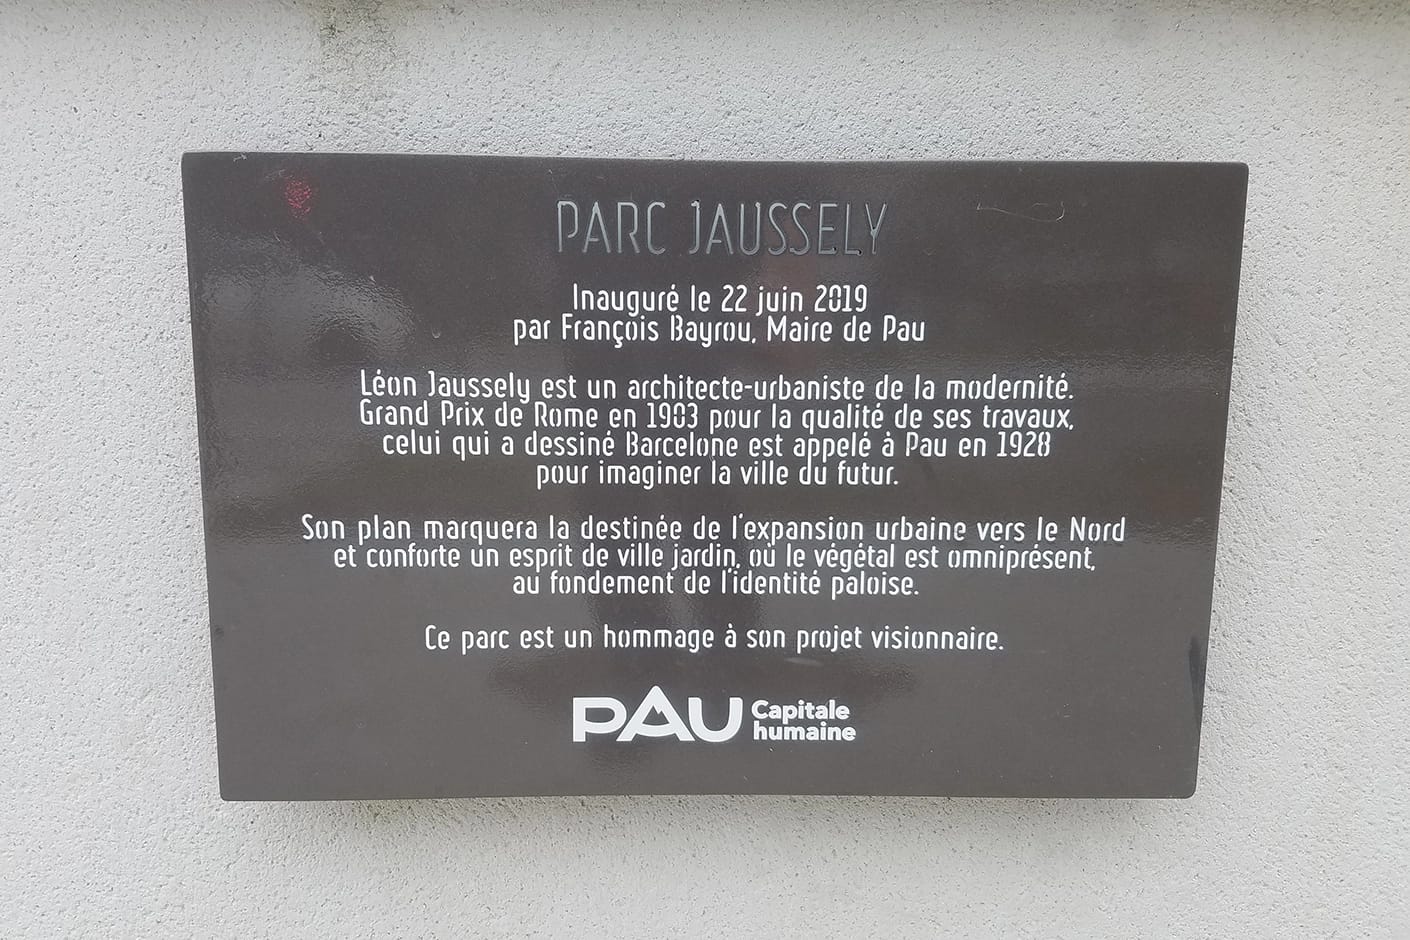 PARC JAUSSELY
Inauguré le 22 juin 2019
par François Bayrou, Maire de Pau
Léon Jaussely est un architecte-urbaniste de la modernité.
Grand Prix de Rome en 1903 pour la qualité de ses travaux,
celui qui a dessiné Barcelone est appelé à Pau en 1928
pour imaginer la ville du futur.
Son plan marquera la destinée de l'expansion urbaine vers le Nord
et conforte un esprit de ville jardin, où le végétal est omniprésent,
au fondement de l'identité paloise.
Ce parc est un hommage à son projet visionnaire.
PAU Capitale
humaine